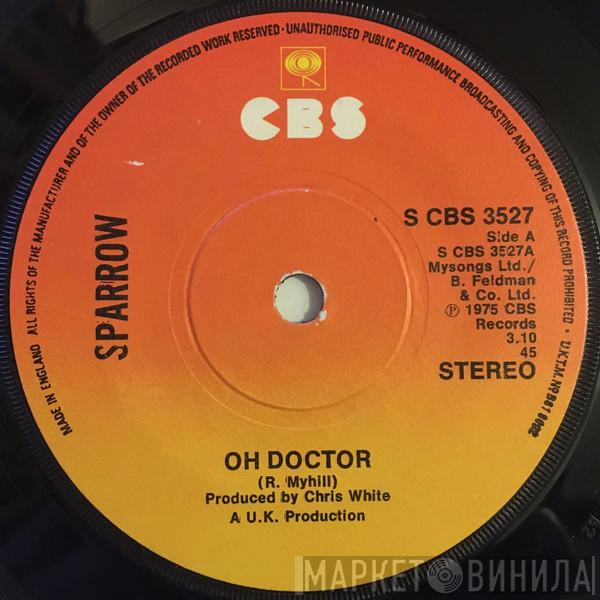 MADE IN ENGLAND ALL RIGHTS OF THE MANUFACTURER AND OF THE OWNER OF THE RECORDED WORK RESERVED · UNAUTHORISED PUBLIC PERFORMANCE BROADCASTING AND COPYING OF THIS RECORD PROHIBITED ·
CBS
SPARROW
S CBS 3527
Side A
S CBS 3527A
Mysongs Ltd./
B. Feldman
& Co. Ltd.
℗ 1975 CBS
Records
3.10
45
STEREO
OH DOCTOR
(R. Myhill)
Produced by Chris White
A U.K. Production
МАРКЕТ ВИНИЛА